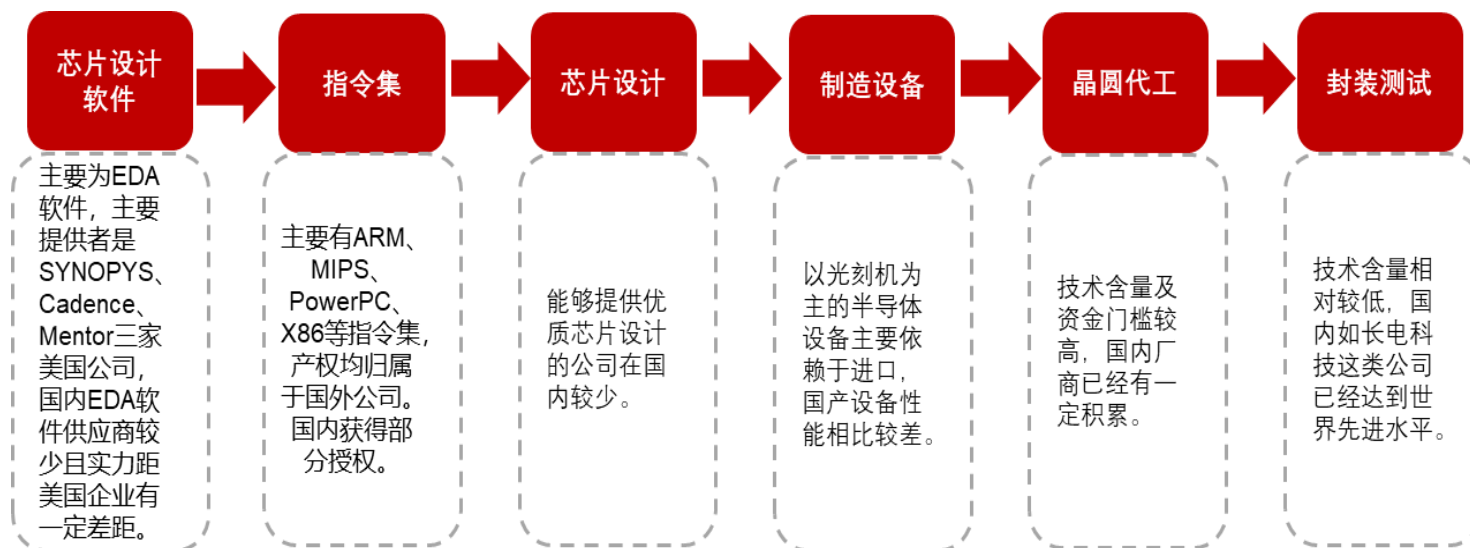 芯片设计
软件
指令集
芯片设计
制造设备
晶圆代工
封装测试
主要为EDA
软件，主要
提供者是
SYNOPYS、
Cadence、
Mentor三家
美国公司，
国内EDA软
件供应商较
少且实力距
美国企业有
一定差距。
主要有ARM、
MIPS、
PowerPC、
X86等指令集，
产权均归属
于国外公司。
国内获得部
分授权。
能够提供优
质芯片设计
的公司在国
内较少。
以光刻机为
主的半导体
设备主要依
赖于进口，
国产设备性
能相比较差。
技术含量及
资金门槛较
高，国内厂
商已经有一
定积累。
技术含量相
对较低，国
内如长电科
技这类公司
已经达到世
界先进水平。